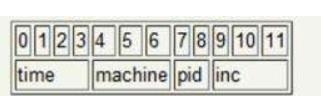 0 1 2 3 4 5 6 7 8 9 10 11
time machine pid inc